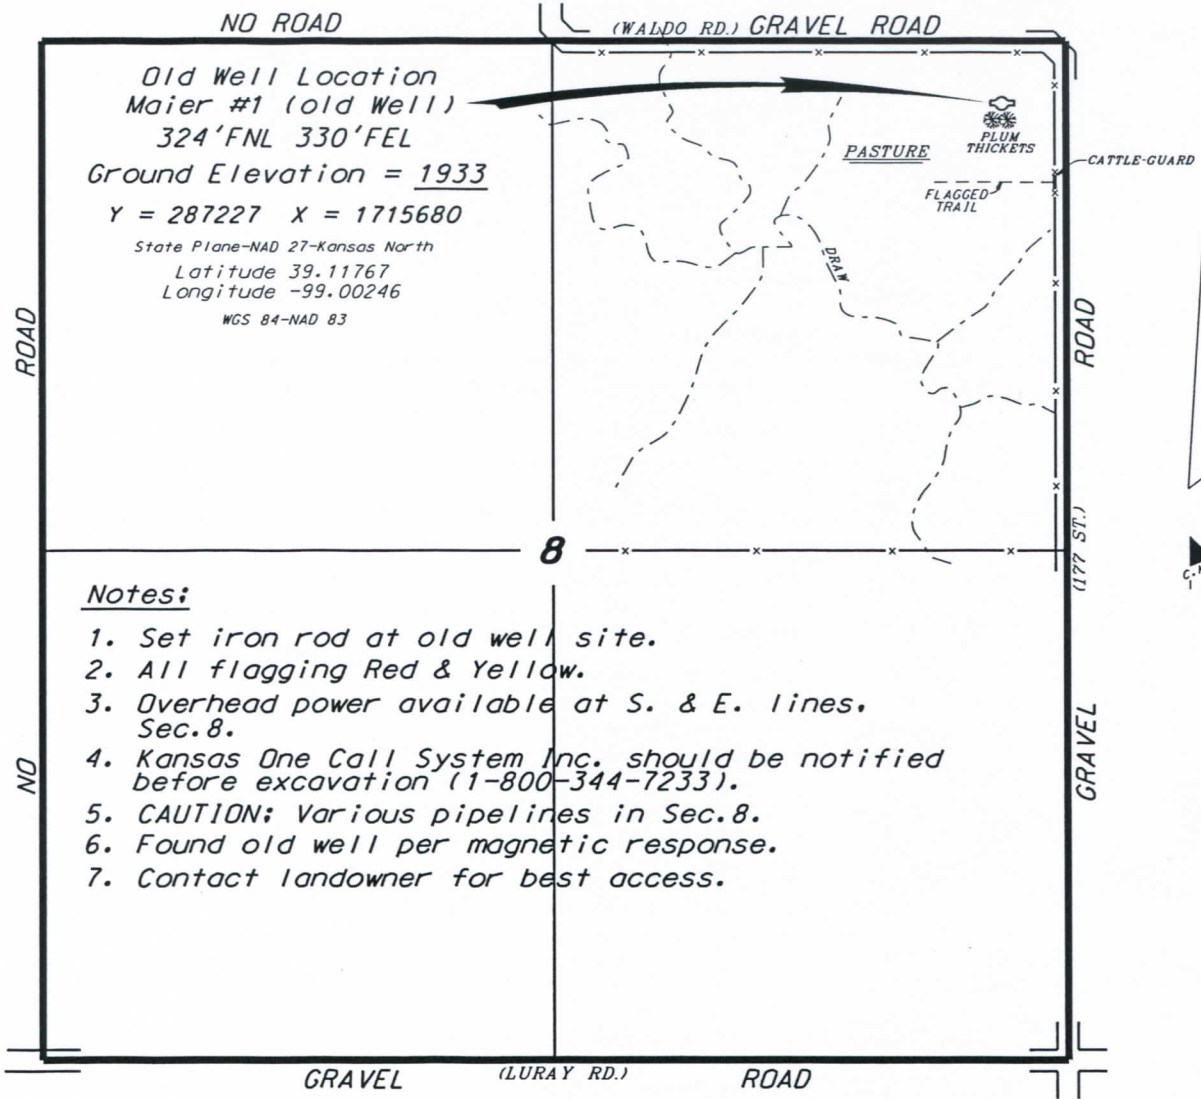 NO ROAD
(WALDO RD.) GRAVEL ROAD
Old Well Location
Maier #1 (old Well)
324'FNL 330'FEL
Ground Elevation = 1933
Y = 287227 X = 1715680
State Plane-NAD 27-Kansas North
Latitude 39.11767
Longitude -99.00246
WGS 84-NAD 83
PASTURE
PLUM
THICKETS
CATTLE-GUARD
FLAGGED
TRAIL
DRAW
ROAD
ROAD
8
(177 ST.)
Notes:
1. Set iron rod at old well site.
2. All flagging Red & Yellow.
3. Overhead power available at S. & E. lines.
Sec.8.
4. Kansas One Call System Inc. should be notified
before excavation (1-800-344-7233).
5. CAUTION: Various pipelines in Sec.8.
6. Found old well per magnetic response.
7. Contact landowner for best access.
NO
GRAVEL
GRAVEL (LURAY RD.) ROAD